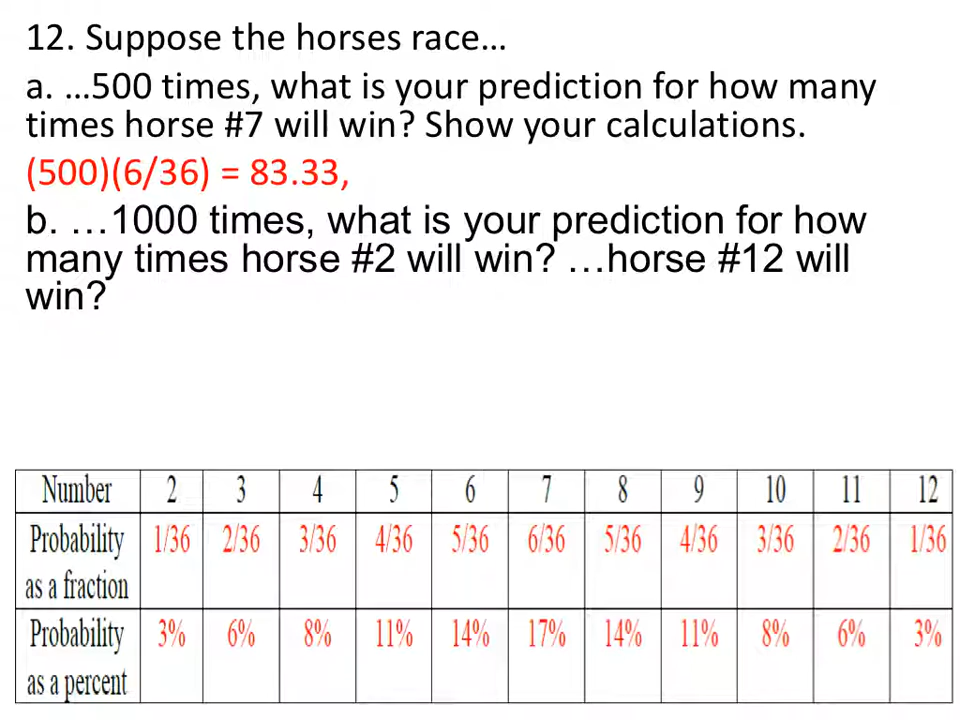 12. Suppose the horses race…
a. …500 times, what is your prediction for how many
times horse #7 will win? Show your calculations.
(500)(6/36) = 83.33,
b. …1000 times, what is your prediction for how
many times horse #2 will win? …horse #12 will
win?
Number 2 3 4 5 6 7 8 9 10 11 12
Probability 1/36 2/36 3/36 4/36 5/36 6/36 5/36 4/36 3/36 2/36 1/36
as a fraction
Probability 3% 6% 8% 11% 14% 17% 14% 11% 8% 6% 3%
as a percent